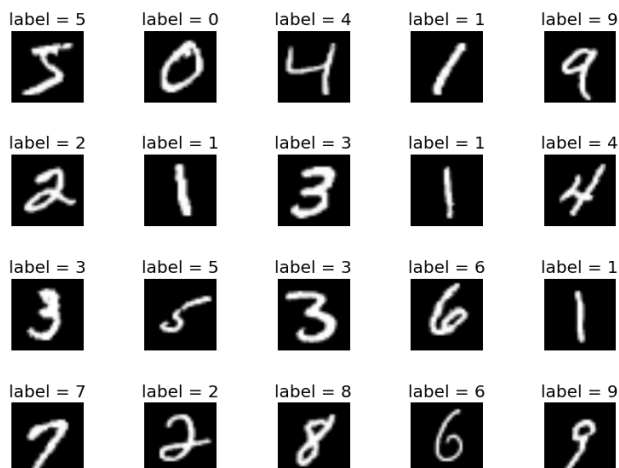 label = 5 label = 0 label = 4 label = 1 label = 9
5 0 4 1 9
label = 2 label = 1 label = 3 label = 1 label = 4
2 1 3 1 4
label = 3 label = 5 label = 3 label = 6 label = 1
3 5 3 6 1
label = 7 label = 2 label = 8 label = 6 label = 9
7 2 8 6 9